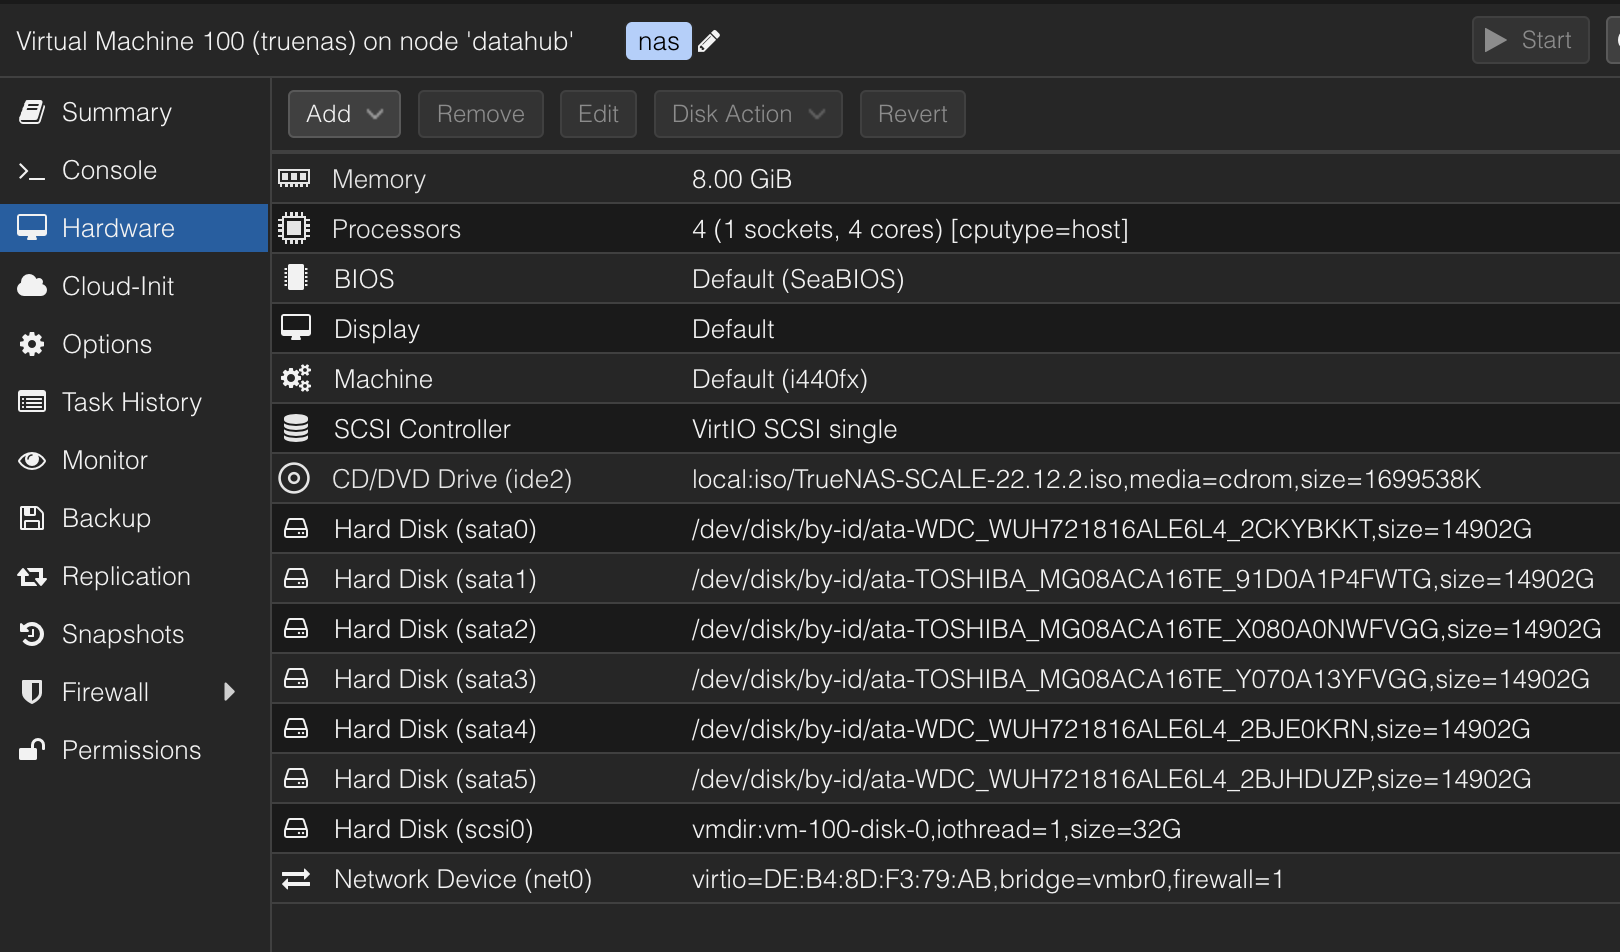 Virtual Machine 100 (truenas) on node 'datahub' nas Start
Summary
Console
Hardware
Cloud-Init
Options
Task History
Monitor
Backup
Replication
Snapshots
Firewall
Permissions
Add Remove Edit Disk Action Revert
Memory 8.00 GiB
Processors 4 (1 sockets, 4 cores) [cputype=host]
BIOS Default (SeaBIOS)
Display Default
Machine Default (i440fx)
SCSI Controller VirtIO SCSI single
CD/DVD Drive (ide2) local:iso/TrueNAS-SCALE-22.12.2.iso,media=cdrom,size=1699538K
Hard Disk (sata0) /dev/disk/by-id/ata-WDC_WUH721816ALE6L4_2CKYBKKT,size=14902G
Hard Disk (sata1) /dev/disk/by-id/ata-TOSHIBA_MG08ACA16TE_91D0A1P4FWTG,size=14902G
Hard Disk (sata2) /dev/disk/by-id/ata-TOSHIBA_MG08ACA16TE_X080A0NWFVGG,size=14902G
Hard Disk (sata3) /dev/disk/by-id/ata-TOSHIBA_MG08ACA16TE_Y070A13YFVGG,size=14902G
Hard Disk (sata4) /dev/disk/by-id/ata-WDC_WUH721816ALE6L4_2BJE0KRN,size=14902G
Hard Disk (sata5) /dev/disk/by-id/ata-WDC_WUH721816ALE6L4_2BJHDUZP,size=14902G
Hard Disk (scsi0) vmdir:vm-100-disk-0,iothread=1,size=32G
Network Device (net0) virtio=DE:B4:8D:F3:79:AB,bridge=vmbr0,firewall=1